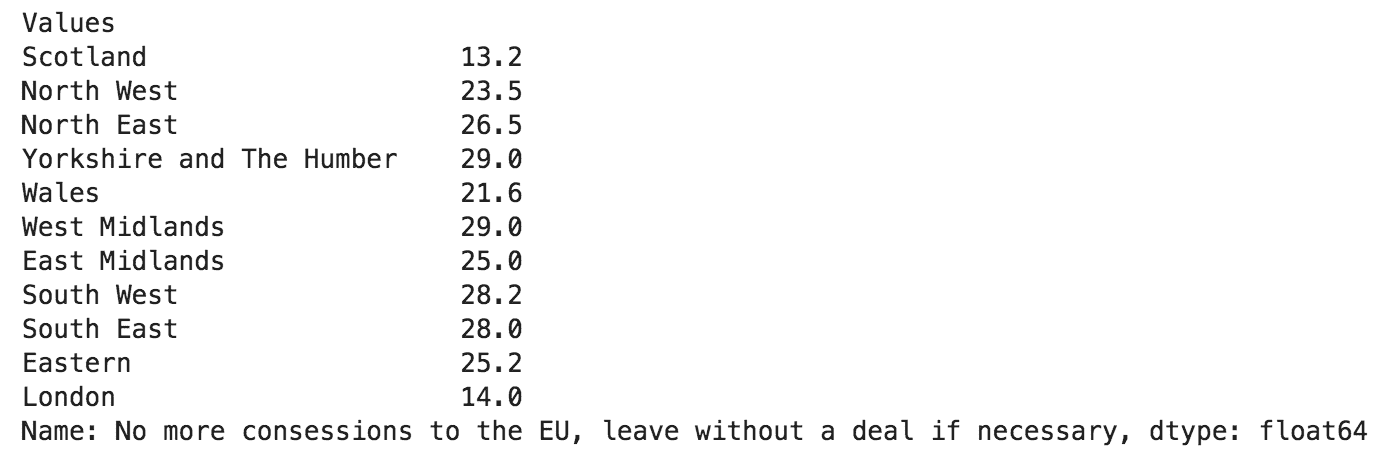 Values
Scotland 13.2
North West 23.5
North East 26.5
Yorkshire and The Humber 29.0
Wales 21.6
West Midlands 29.0
East Midlands 25.0
South West 28.2
South East 28.0
Eastern 25.2
London 14.0
Name: No more consessions to the EU, leave without a deal if necessary, dtype: float64